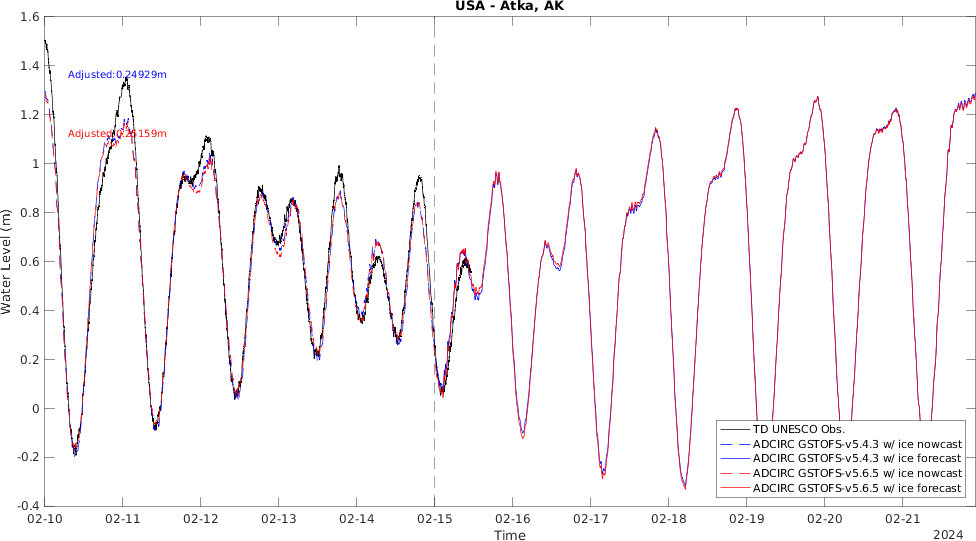 USA - Atka, AK
1.6
1.4
1.2
1
0.8
0.6
0.4
0.2
0
-0.2
-0.4
Water Level (m)
Adjusted:0.24929m
Adjusted:0.25159m
TD UNESCO Obs.
ADCIRC GSTOFS-v5.4.3 w/ ice nowcast
ADCIRC GSTOFS-v5.4.3 w/ ice forecast
ADCIRC GSTOFS-v5.6.5 w/ ice nowcast
ADCIRC GSTOFS-v5.6.5 w/ ice forecast
02-10 02-11 02-12 02-13 02-14 02-15 02-16 02-17 02-18 02-19 02-20 02-21
Time
2024